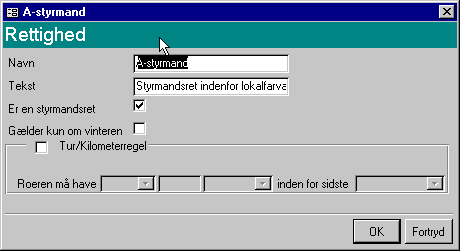 A-styrmand
Rettighed
Navn A-styrmand
Tekst Styrmandsret indenfor lokalfarva
Er en styrmandsret
Gælder kun om vinteren
Tur/Kilometerregel
Roeren må have inden for sidste
OK Fortryd